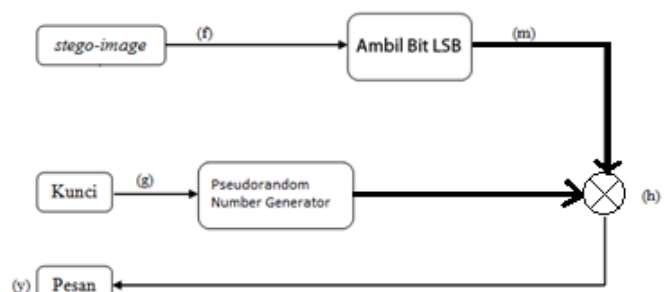 stego-image
(f)
Ambil Bit LSB
(m)
Kunci
(g)
Pseudorandom
Number Generator
(h)
(y)
Pesan